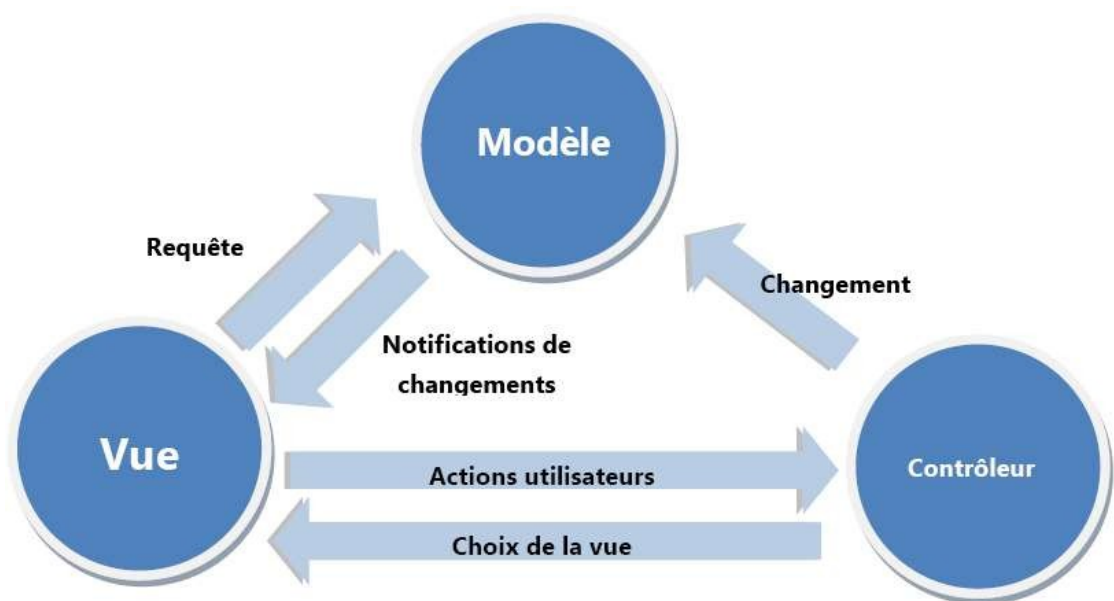 Modèle
Requête
Changement
Notifications de
changements
Vue
Contrôleur
Actions utilisateurs
Choix de la vue